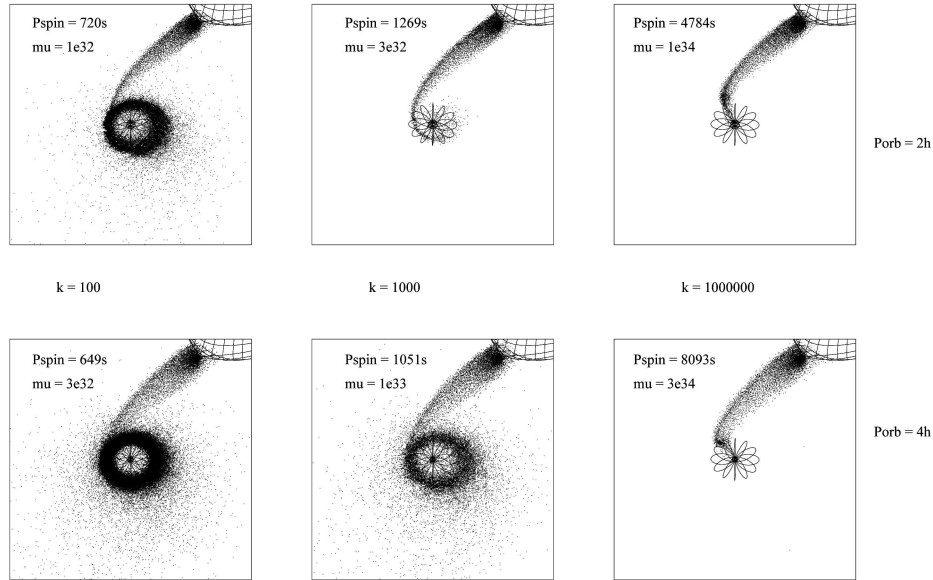 Pspin = 720s
mu = 1e32
Pspin = 1269s
mu = 3e32
Pspin = 4784s
mu = 1e34
Porb = 2h
k = 100
k = 1000
k = 1000000
Pspin = 649s
mu = 3e32
Pspin = 1051s
mu = 1e33
Pspin = 8093s
mu = 3e34
Porb = 4h